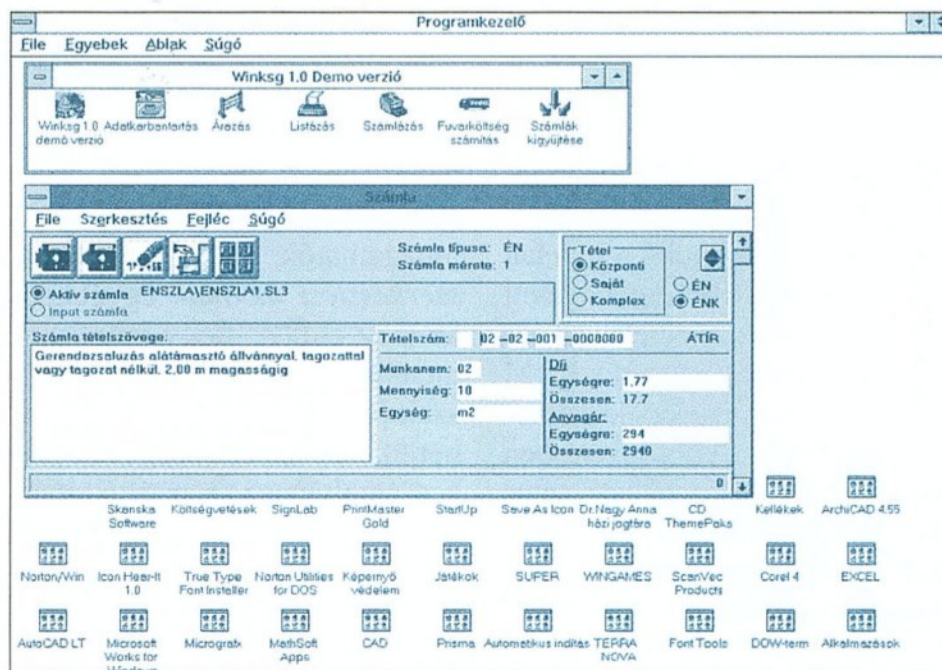 Programkezelő
File Egyebek Ablak Súgó
Winksg 1.0 Demo verzió
Winksg 1.0 demó verzió
Adatkarbantartás
Árazás
Listázás
Számlázás
Fuvarköltség számítás
Számlák kigyűjtése
Számla
File Szerkesztés Fejléc Súgó
Számla típusa: ÉN
Számla mérete: 1
Tétel
Központi
Saját
Komplex
ÉN
ÉNK
Aktív számla ENSZLA\ENSZLA1.SL3
Input számla
Számla tételszövege:
Gerendazsaluzás alátámasztó állvánnyal, tagozattal
vagy tagozat nélkül, 2,00 m magasságig
Tételszám: 02 -02 -001 -0000000 ÁTÍR
Munkanem: 02
Mennyiség: 10
Egység: m2
Díj
Egységre: 1,77
Összesen: 17.7
Anyagár:
Egységre: 294
Összesen: 2940
0
Skanska Software
Költségvetések
SignLab
PrintMaster Gold
StartUp
Save As Icon
Dr.Nagy Anna házi jogtára
CD ThemePaks
Kellékek
ArchiCAD 4.55
Norton/Win
Icon Hear-It 1.0
True Type Font Installer
Norton Utilities for DOS
Képernyő védelem
Játékok
SUPER
WINGAMES
ScanVec Products
Corel 4
EXCEL
AutoCAD LT
Microsoft Works for Windows
Micrografx
MathSoft Apps
CAD
Prisma
Automatikus indítás
TERRA NOVA
Font Tools
DOW-term
Alkalmazások